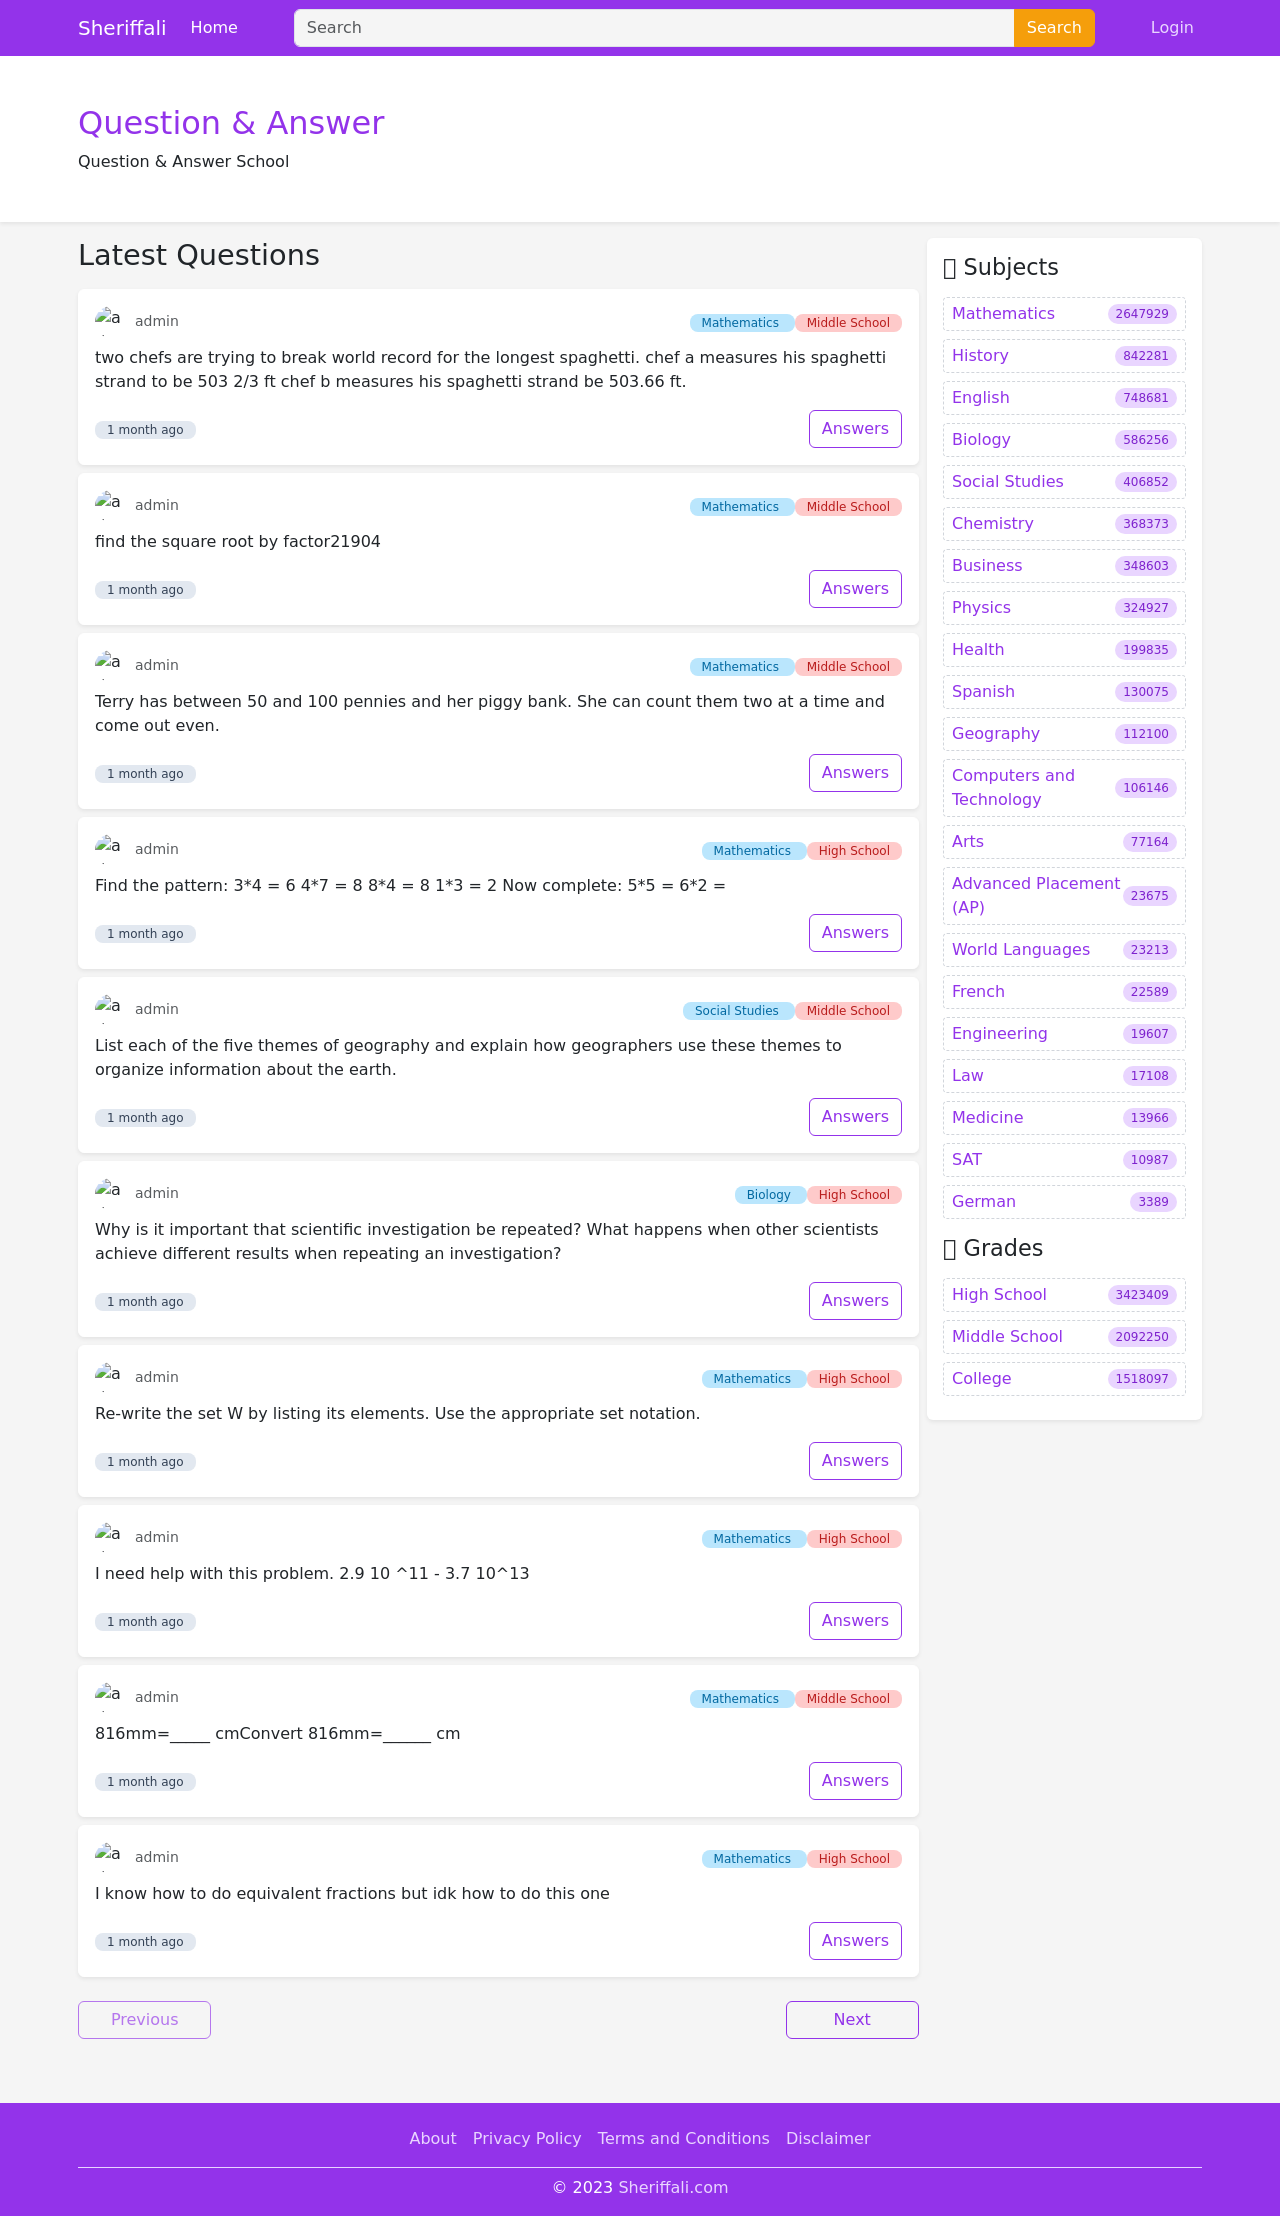 Sheriffali Home Search Search Login
Question & Answer
Question & Answer School
Latest Questions
a admin Mathematics Middle School
two chefs are trying to break world record for the longest spaghetti. chef a measures his spaghetti
strand to be 503 2/3 ft chef b measures his spaghetti strand be 503.66 ft.
1 month ago Answers
a admin Mathematics Middle School
find the square root by factor21904
1 month ago Answers
a admin Mathematics Middle School
Terry has between 50 and 100 pennies and her piggy bank. She can count them two at a time and
come out even.
1 month ago Answers
a admin Mathematics High School
Find the pattern: 3*4 = 6 4*7 = 8 8*4 = 8 1*3 = 2 Now complete: 5*5 = 6*2 =
1 month ago Answers
a admin Social Studies Middle School
List each of the five themes of geography and explain how geographers use these themes to
organize information about the earth.
1 month ago Answers
a admin Biology High School
Why is it important that scientific investigation be repeated? What happens when other scientists
achieve different results when repeating an investigation?
1 month ago Answers
a admin Mathematics High School
Re-write the set W by listing its elements. Use the appropriate set notation.
1 month ago Answers
a admin Mathematics High School
I need help with this problem. 2.9 10 ^11 - 3.7 10^13
1 month ago Answers
a admin Mathematics Middle School
816mm=_____ cmConvert 816mm=______ cm
1 month ago Answers
a admin Mathematics High School
I know how to do equivalent fractions but idk how to do this one
1 month ago Answers
Previous Next
Subjects
Mathematics 2647929
History 842281
English 748681
Biology 586256
Social Studies 406852
Chemistry 368373
Business 348603
Physics 324927
Health 199835
Spanish 130075
Geography 112100
Computers and
Technology 106146
Arts 77164
Advanced Placement
(AP) 23675
World Languages 23213
French 22589
Engineering 19607
Law 17108
Medicine 13966
SAT 10987
German 3389
Grades
High School 3423409
Middle School 2092250
College 1518097
About Privacy Policy Terms and Conditions Disclaimer
© 2023 Sheriffali.com